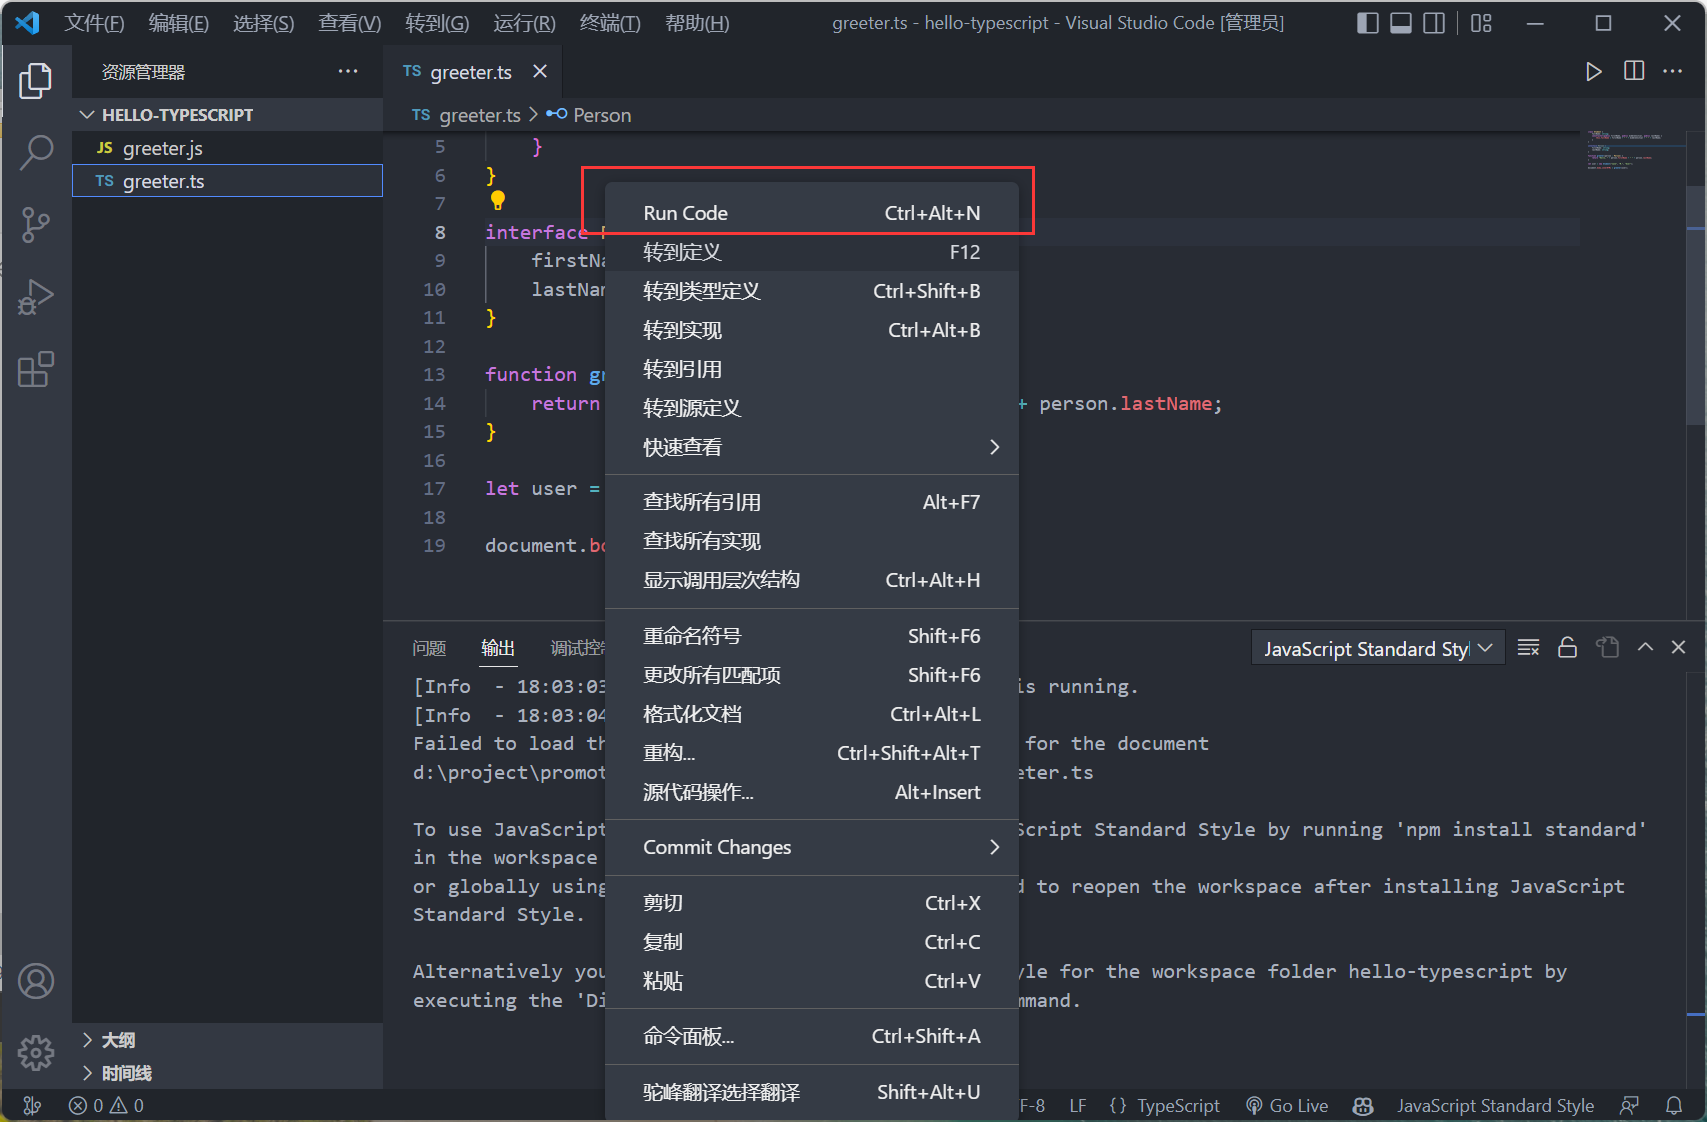 文件(F) 编辑(E) 选择(S) 查看(V) 转到(G) 运行(R) 终端(T) 帮助(H) greeter.ts - hello-typescript - Visual Studio Code [管理员]
资源管理器
TS greeter.ts
HELLO-TYPESCRIPT
TS greeter.ts > Person
JS greeter.js
TS greeter.ts
5 }
6 }
7
8 interface
9 firstNa
10 lastNam
11 }
12
13 function gr
14 return + person.lastName;
15 }
16
17 let user =
18
19 document.bo
Run Code Ctrl+Alt+N
转到定义 F12
转到类型定义 Ctrl+Shift+B
转到实现 Ctrl+Alt+B
转到引用
转到源定义
快速查看
查找所有引用 Alt+F7
查找所有实现
显示调用层次结构 Ctrl+Alt+H
重命名符号 Shift+F6
更改所有匹配项 Shift+F6
格式化文档 Ctrl+Alt+L
重构... Ctrl+Shift+Alt+T
源代码操作... Alt+Insert
Commit Changes
剪切 Ctrl+X
复制 Ctrl+C
粘贴 Ctrl+V
命令面板... Ctrl+Shift+A
驼峰翻译选择翻译 Shift+Alt+U
问题 输出 调试控 JavaScript Standard Styl
[Info - 18:03:03 is running.
[Info - 18:03:04
Failed to load th for the document
d:\project\promot eter.ts
To use JavaScript Script Standard Style by running 'npm install standard'
in the workspace
or globally using d to reopen the workspace after installing JavaScript
Standard Style.
Alternatively you yle for the workspace folder hello-typescript by
executing the 'Di mmand.
大纲
时间线
0 0 F-8 LF {} TypeScript Go Live JavaScript Standard Style